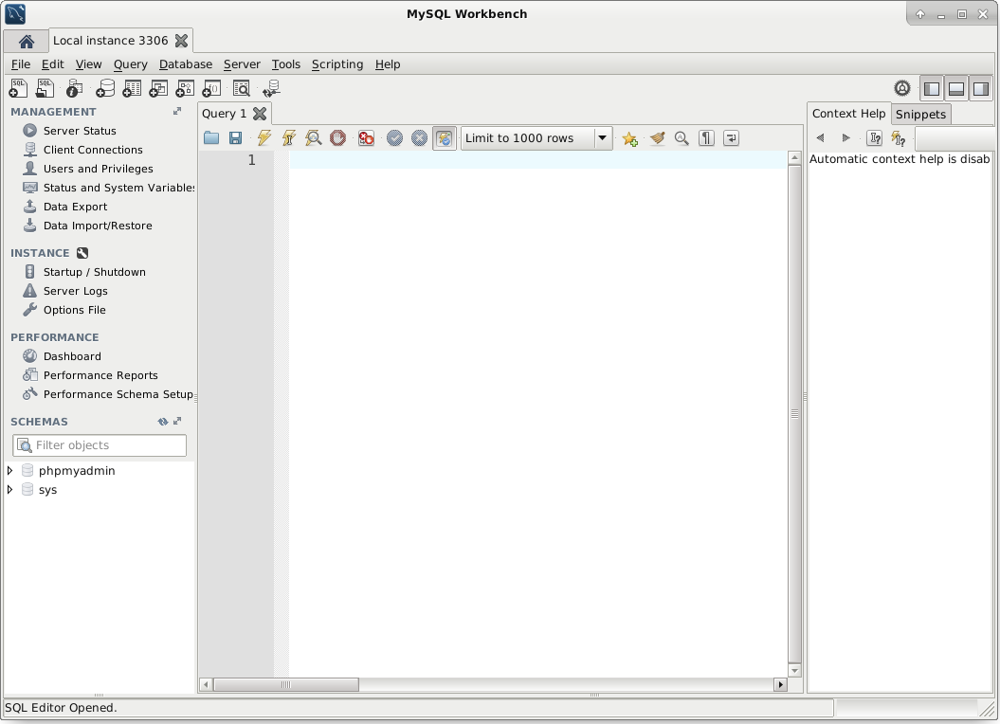 MySQL Workbench
Local instance 3306
File Edit View Query Database Server Tools Scripting Help
MANAGEMENT
Server Status
Client Connections
Users and Privileges
Status and System Variables
Data Export
Data Import/Restore
INSTANCE
Startup / Shutdown
Server Logs
Options File
PERFORMANCE
Dashboard
Performance Reports
Performance Schema Setup
SCHEMAS
Filter objects
phpmyadmin
sys
Query 1
Limit to 1000 rows
1
Context Help Snippets
Automatic context help is disab
SQL Editor Opened.